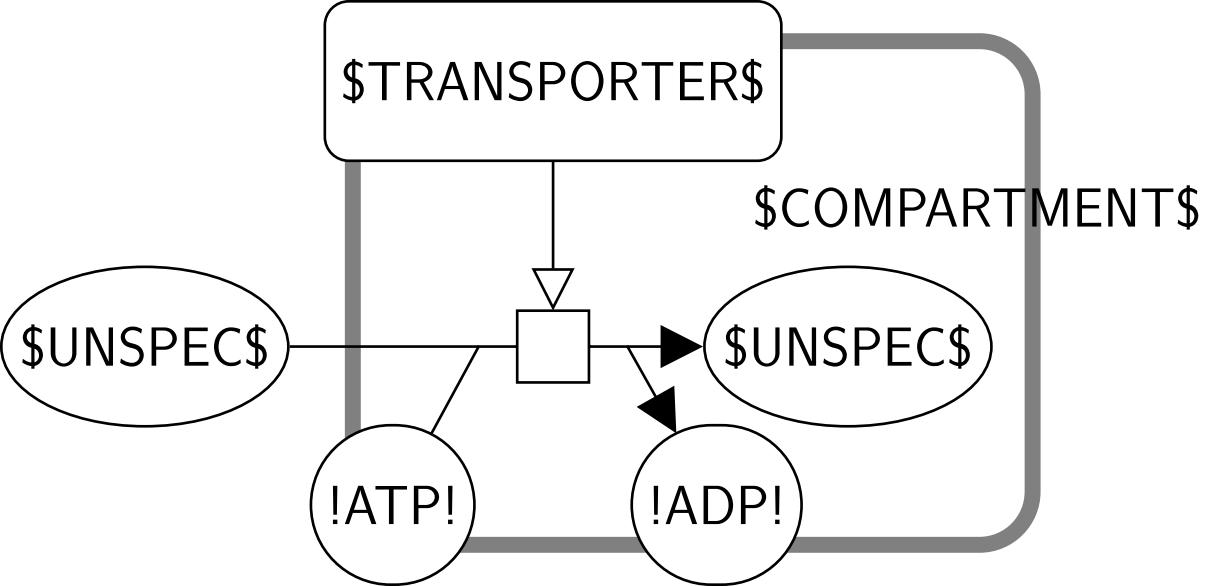 $TRANSPORTER$
$COMPARTMENT$
$UNSPEC$
$UNSPEC$
!ATP!
!ADP!